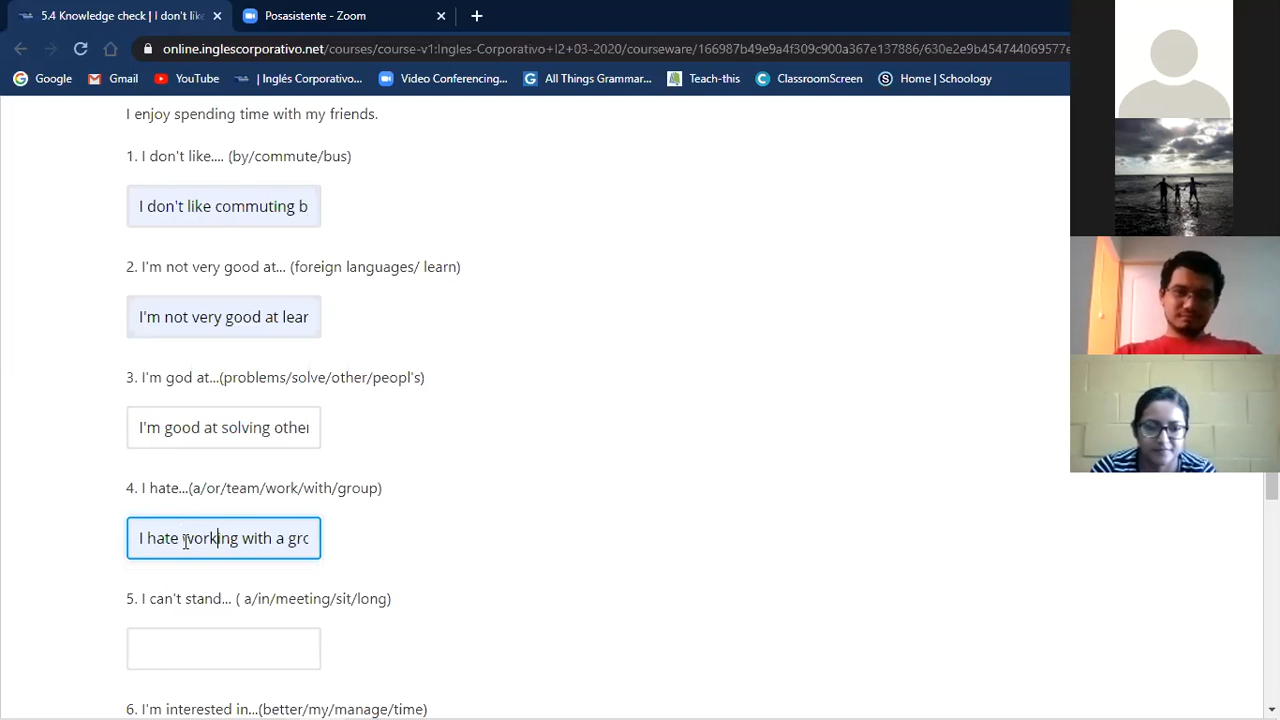 5.4 Knowledge check | I don't like
Posasistente - Zoom
online.inglescorporativo.net/courses/course-v1:Ingles-Corporativo+I2+03-2020/courseware/166987b49e9a4f309c900a367e137886/630e2e9b454744069577e
Google Gmail YouTube | Inglés Corporativo... Video Conferencing,... All Things Grammar... Teach-this ClassroomScreen Home | Schoology
I enjoy spending time with my friends.
1. I don't like.... (by/commute/bus)
I don't like commuting b
2. I'm not very good at... (foreign languages/ learn)
I'm not very good at lear
3. I'm god at...(problems/solve/other/peopl's)
I'm good at solving other
4. I hate...(a/or/team/work/with/group)
I hate working with a gro
5. I can't stand... ( a/in/meeting/sit/long)
6. I'm interested in...(better/my/manage/time)